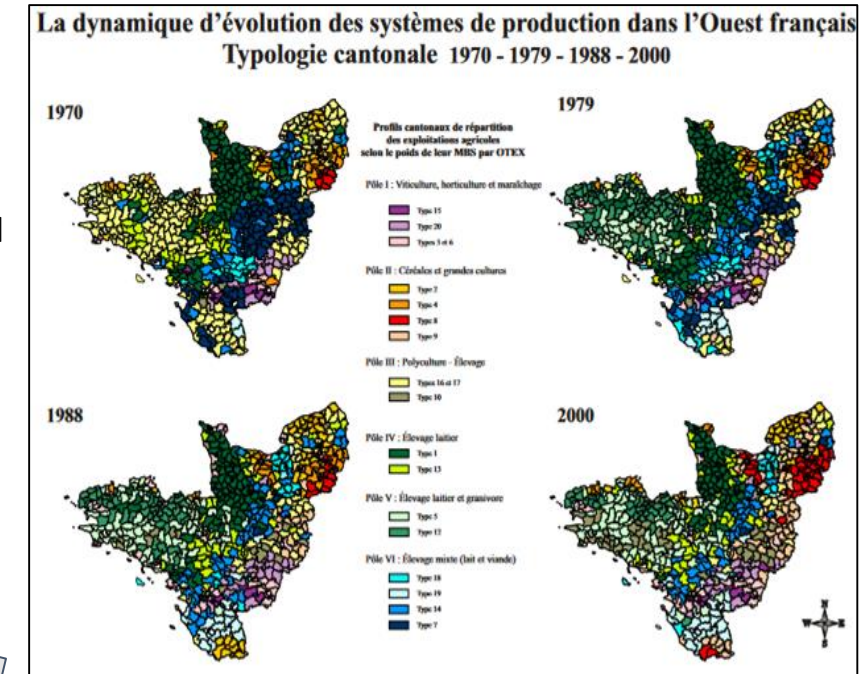 La dynamique d'évolution des systèmes de production dans l'Ouest français
Typologie cantonale 1970 - 1979 - 1988 - 2000
1970
1979
Profils cantonaux de répartition
des exploitations agricoles
selon le poids de leur MBS par OTEX
Pôle I : Viticulture, horticulture et maraîchage
Type 15
Type 20
Types 3 et 6
Pôle II : Céréales et grandes cultures
Type 2
Type 4
Type 8
Type 9
Pôle III : Polyculture - Élevage
Types 16 et 17
Type 10
1988
2000
Pôle IV : Élevage laitier
Type 1
Type 13
Pôle V : Élevage laitier et granivore
Type 5
Type 12
Pôle VI : Élevage mixte (lait et viande)
Type 18
Type 19
Type 14
Type 7
N
W E
S